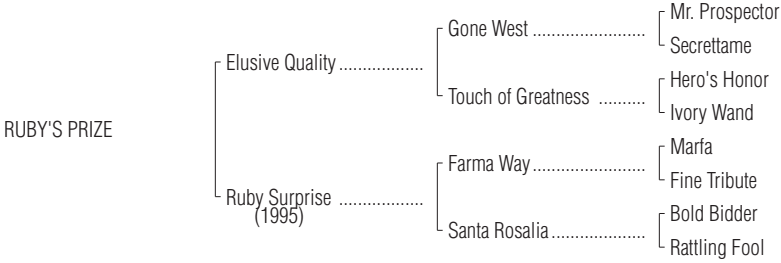 Mr. Prospector
Gone West ........................
Secrettame
Elusive Quality ..................
Hero's Honor
Touch of Greatness ..........
Ivory Wand
RUBY'S PRIZE
Marfa
Farma Way ........................
Fine Tribute
Ruby Surprise ..................
(1995)
Bold Bidder
Santa Rosalia ....................
Rattling Fool